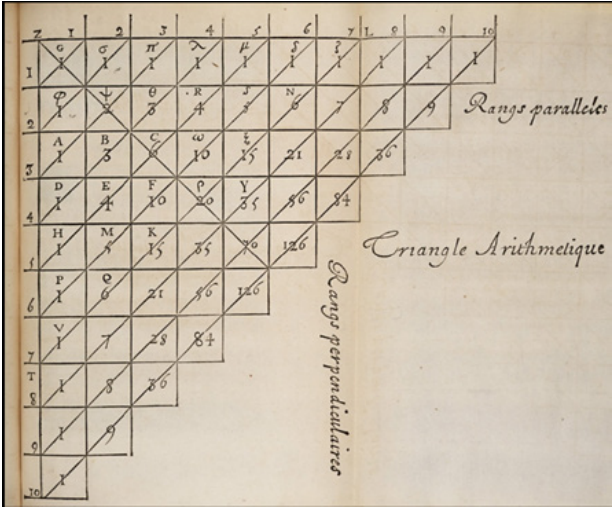 Z 1 2 3 4 5 6 7 L 8 9 10
σ π λ μ δ ζ
1 1 1 1 1 1 1 1 1 1 1
φ ψ θ R S N
2 1 2 3 4 5 6 7 8 9
Rangs paralleles
A B C ω ξ
3 1 3 6 10 15 21 28 36
D E F ρ Y
4 1 4 10 20 35 56 84
Triangle Arithmetique
H M K
5 1 5 15 35 70 126
P Q
6 1 6 21 56 126
Rangs perpendiculaires
V
7 1 7 28 84
T
8 1 8 36
9 1 9
10 1